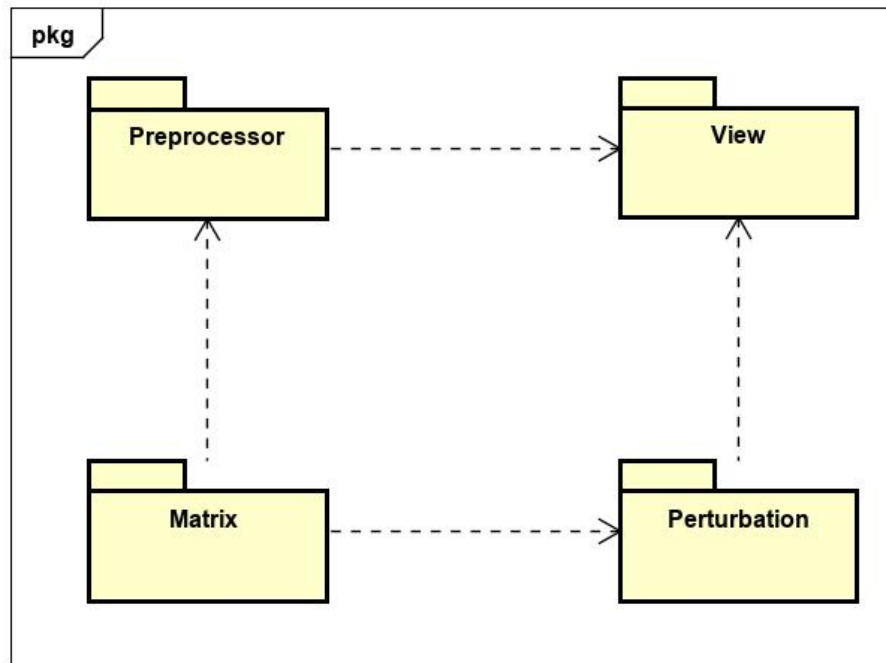 pkg
Preprocessor
View
Matrix
Perturbation